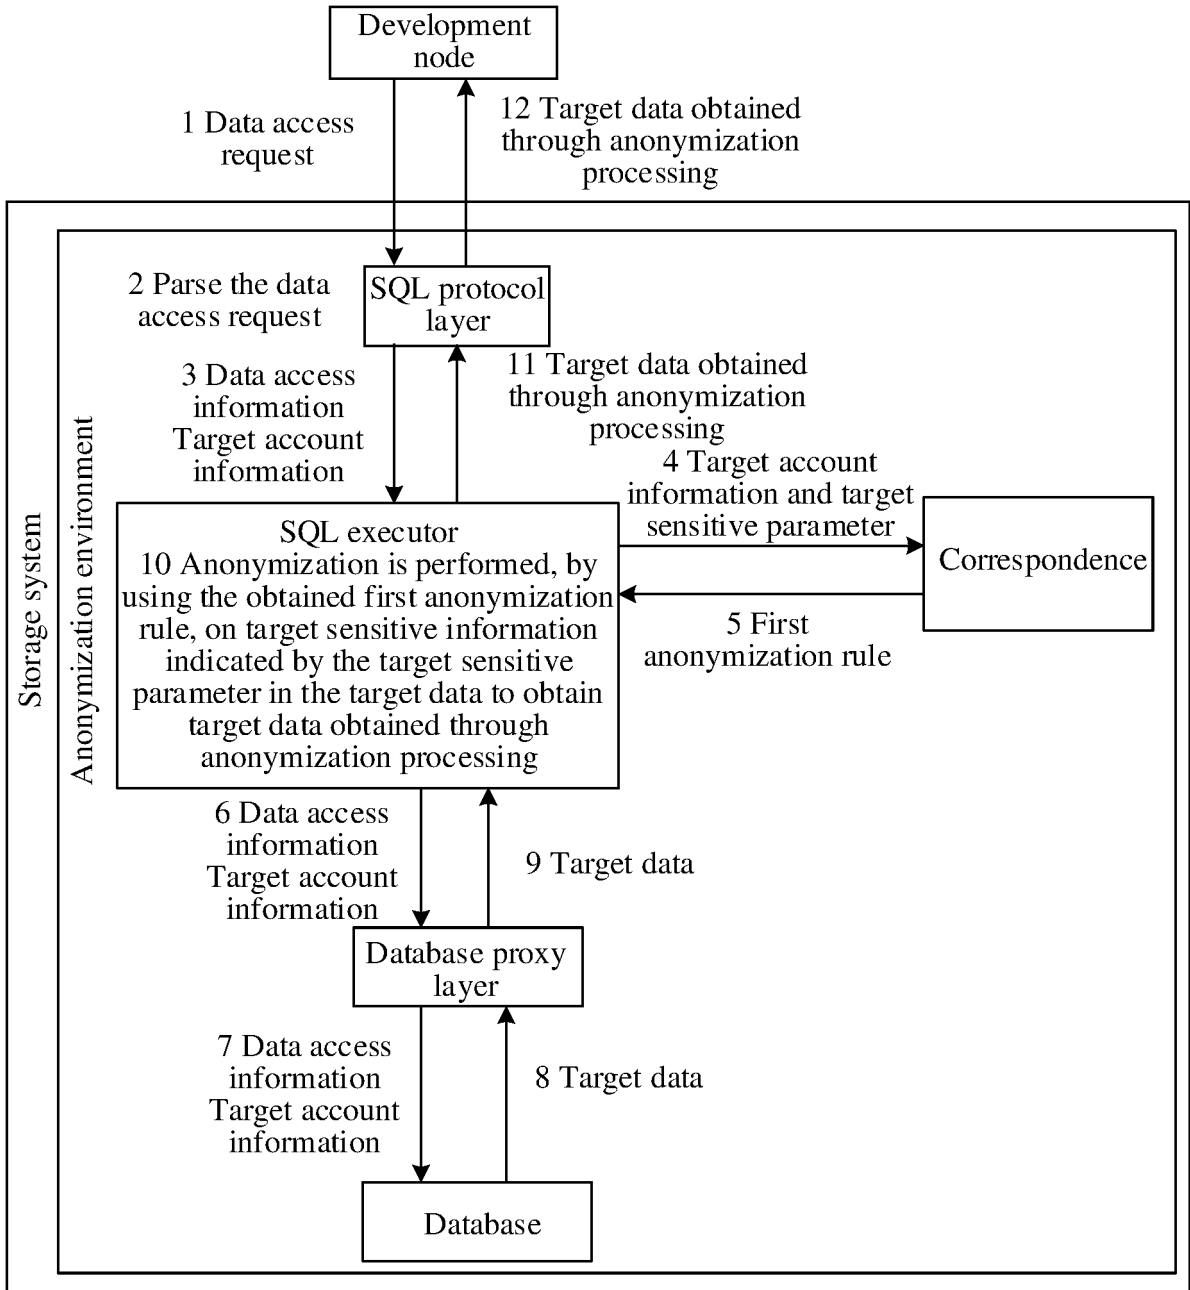 Development
node
1 Data access
request
12 Target data obtained
through anonymization
processing
Storage system
Anonymization environment
2 Parse the data
access request
SQL protocol
layer
3 Data access
information
Target account
information
11 Target data obtained
through anonymization
processing
4 Target account
information and target
sensitive parameter
Correspondence
5 First
anonymization rule
SQL executor
10 Anonymization is performed, by
using the obtained first anonymization
rule, on target sensitive information
indicated by the target sensitive
parameter in the target data to obtain
target data obtained through
anonymization processing
6 Data access
information
Target account
information
9 Target data
Database proxy
layer
7 Data access
information
Target account
information
8 Target data
Database